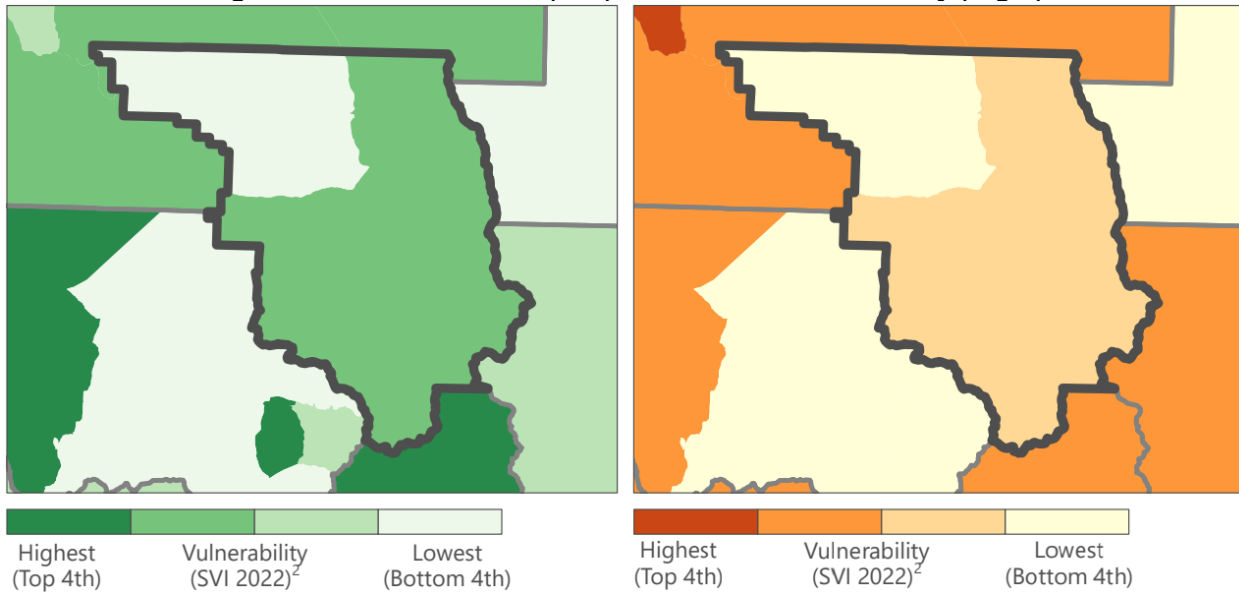 Highest
(Top 4th)
Vulnerability
(SVI 2022)²
Lowest
(Bottom 4th)
Highest
(Top 4th)
Vulnerability
(SVI 2022)²
Lowest
(Bottom 4th)